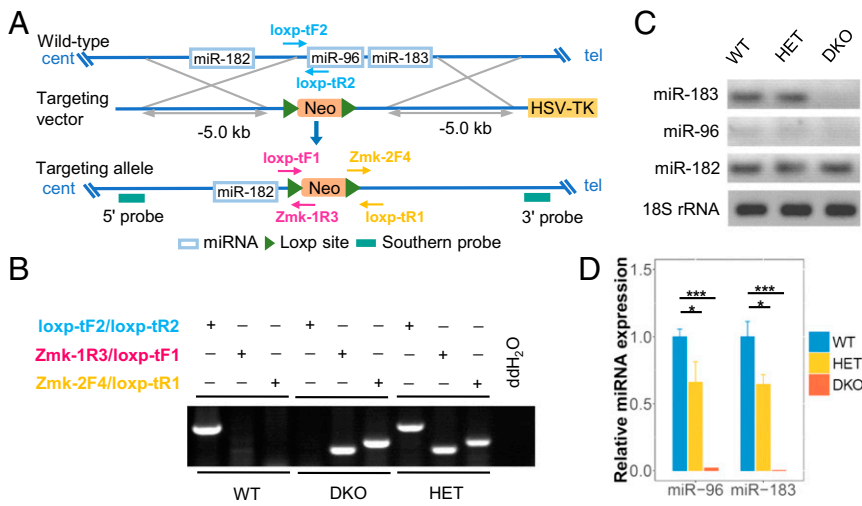 A
Wild-type
cent
miR-182
loxp-tF2
miR-96
miR-183
loxp-tR2
tel
Targeting
vector
Neo
HSV-TK
-5.0 kb
-5.0 kb
loxp-tF1
Zmk-2F4
Targeting allele
cent
miR-182
Neo
tel
Zmk-1R3
loxp-tR1
5' probe
3' probe
miRNA
Loxp site
Southern probe
B
loxp-tF2/loxp-tR2 + – – + – – + – –
Zmk-1R3/loxp-tF1 – + – – + – – + –
Zmk-2F4/loxp-tR1 – – + – – + – – +
ddH2O
WT DKO HET
C
WT HET DKO
miR-183
miR-96
miR-182
18S rRNA
D
Relative miRNA expression
1.5
1.0
0.5
0.0
*** ***
* *
miR−96 miR−183
WT
HET
DKO